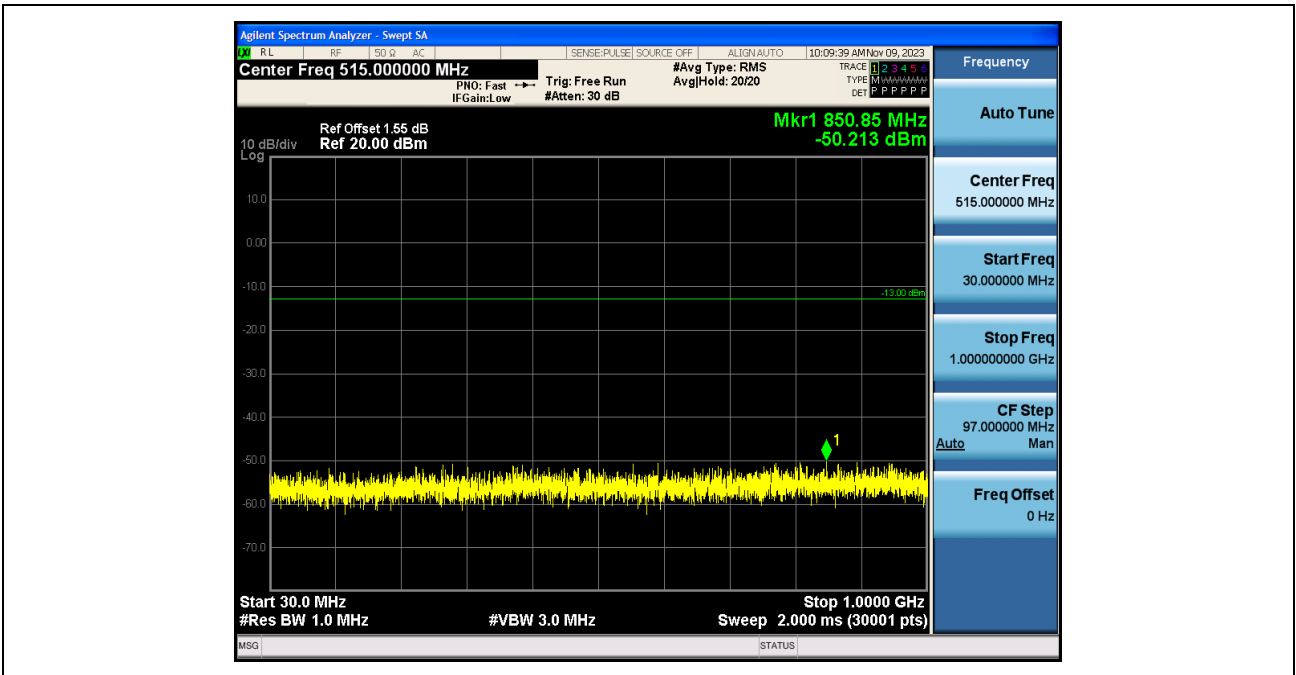 Agilent Spectrum Analyzer - Swept SA
RL RF 50 Ω AC SENSE:PULSE SOURCE OFF ALIGN AUTO 10:09:39 AM Nov 09, 2023
Center Freq 515.000000 MHz
PNO: Fast
IFGain:Low
Trig: Free Run
#Atten: 30 dB
#Avg Type: RMS
Avg|Hold: 20/20
TRACE 1 2 3 4 5 6
TYPE M
DET P P P P P P
Mkr1 850.85 MHz
-50.213 dBm
Ref Offset 1.55 dB
10 dB/div Ref 20.00 dBm
Log
10.0
0.00
-10.0
-13.00 dBm
-20.0
-30.0
-40.0
1
-50.0
-60.0
-70.0
Start 30.0 MHz Stop 1.0000 GHz
#Res BW 1.0 MHz #VBW 3.0 MHz Sweep 2.000 ms (30001 pts)
MSG STATUS
Frequency
Auto Tune
Center Freq
515.000000 MHz
Start Freq
30.000000 MHz
Stop Freq
1.000000000 GHz
CF Step
97.000000 MHz
Auto Man
Freq Offset
0 Hz